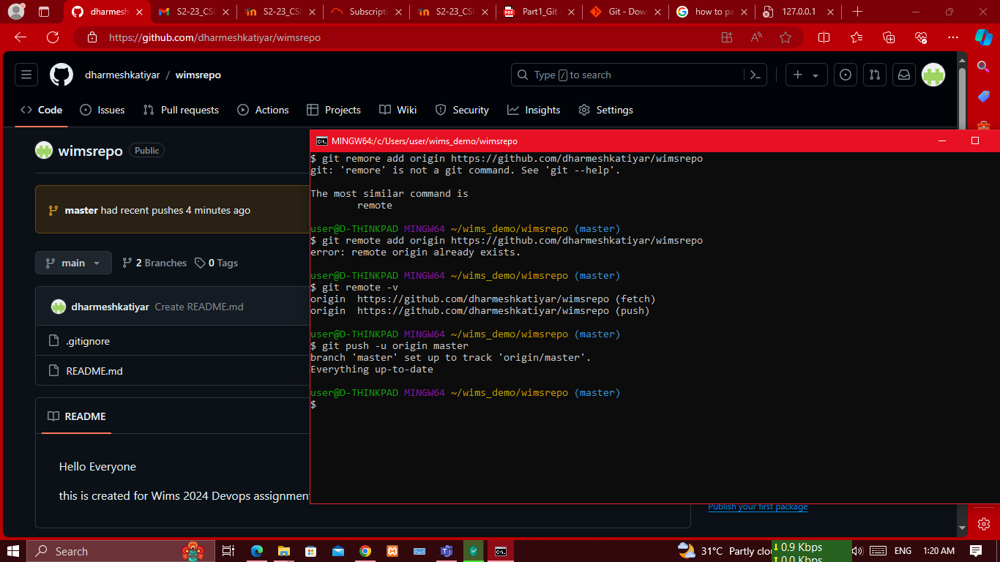 dharmesh
S2-23_CSI
S2-23_CSI
Subscripti
S2-23_CSI
Part1_Git
Git - Dow
how to pa
127.0.0.1
https://github.com/dharmeshkatiyar/wimsrepo
dharmeshkatiyar / wimsrepo
Type / to search
Code
Issues
Pull requests
Actions
Projects
Wiki
Security
Insights
Settings
wimsrepo Public
master had recent pushes 4 minutes ago
main
2 Branches
0 Tags
dharmeshkatiyar Create README.md
.gitignore
README.md
README
Hello Everyone
this is created for Wims 2024 Devops assignment
MINGW64:/c/Users/user/wims_demo/wimsrepo
$ git remore add origin https://github.com/dharmeshkatiyar/wimsrepo
git: 'remore' is not a git command. See 'git --help'.
The most similar command is
remote
user@D-THINKPAD MINGW64 ~/wims_demo/wimsrepo (master)
$ git remote add origin https://github.com/dharmeshkatiyar/wimsrepo
error: remote origin already exists.
user@D-THINKPAD MINGW64 ~/wims_demo/wimsrepo (master)
$ git remote -v
origin  https://github.com/dharmeshkatiyar/wimsrepo (fetch)
origin  https://github.com/dharmeshkatiyar/wimsrepo (push)
user@D-THINKPAD MINGW64 ~/wims_demo/wimsrepo (master)
$ git push -u origin master
branch 'master' set up to track 'origin/master'.
Everything up-to-date
user@D-THINKPAD MINGW64 ~/wims_demo/wimsrepo (master)
$
Publish your first package
Search
31°C Partly clo
↓ 0.9 Kbps
↑ 0.0 Kbps
ENG
1:20 AM